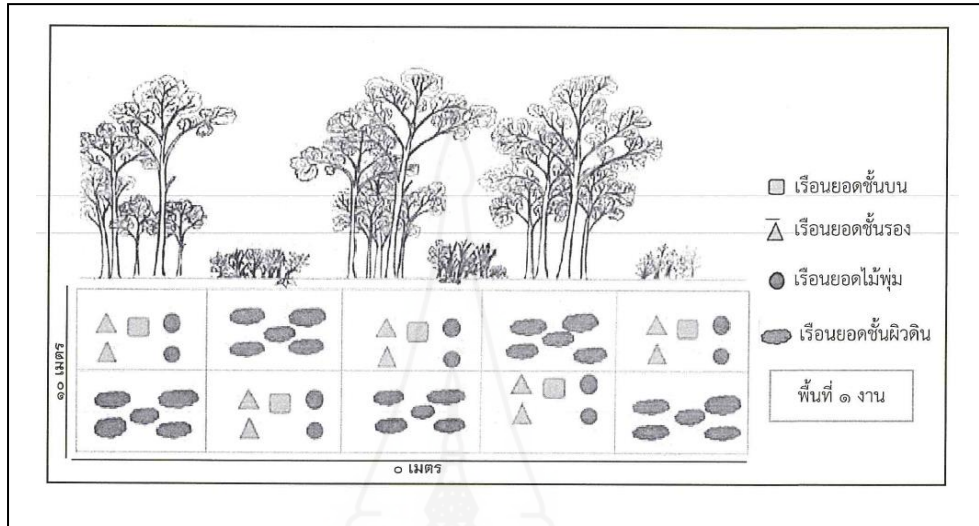 เรือนยอดชั้นบน
เรือนยอดชั้นรอง
เรือนยอดไม้พุ่ม
เรือนยอดชั้นผิวดิน
พื้นที่ ๑ งาน
๑๐ เมตร
๐ เมตร